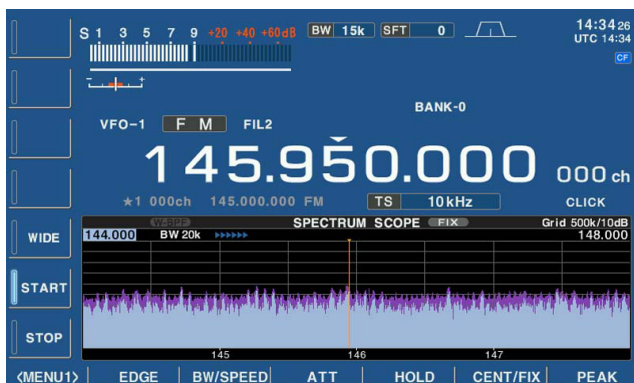 S 1 3 5 7 9 +20 +40 +60dB BW 15k SFT 0 14:34 26
UTC 14:34
CF
- +
BANK-0
VFO-1 F M FIL2
145.950.000 000 ch
★1 000ch 145.000.000 FM TS 10kHz CLICK
W-BPF SPECTRUM SCOPE FIX Grid 500k/10dB
WIDE 144.000 BW 20k ▸▸▸▸▸▸ 148.000
START
STOP
145 146 147
<MENU1> EDGE BW/SPEED ATT HOLD CENT/FIX PEAK